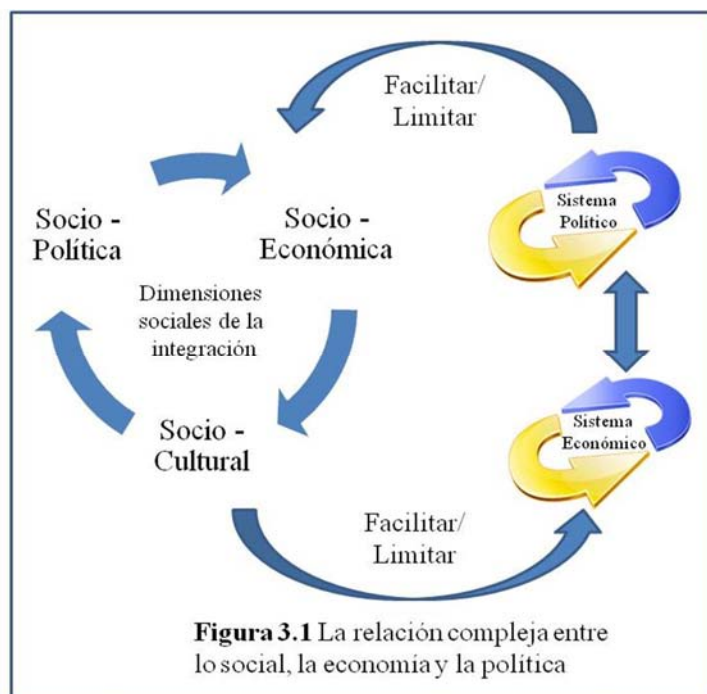 Facilitar/
Limitar
Socio -
Política
Socio -
Económica
Sistema
Político
Dimensiones
sociales de la
integración
Socio -
Cultural
Sistema
Económico
Facilitar/
Limitar
Figura 3.1 La relación compleja entre
lo social, la economía y la política